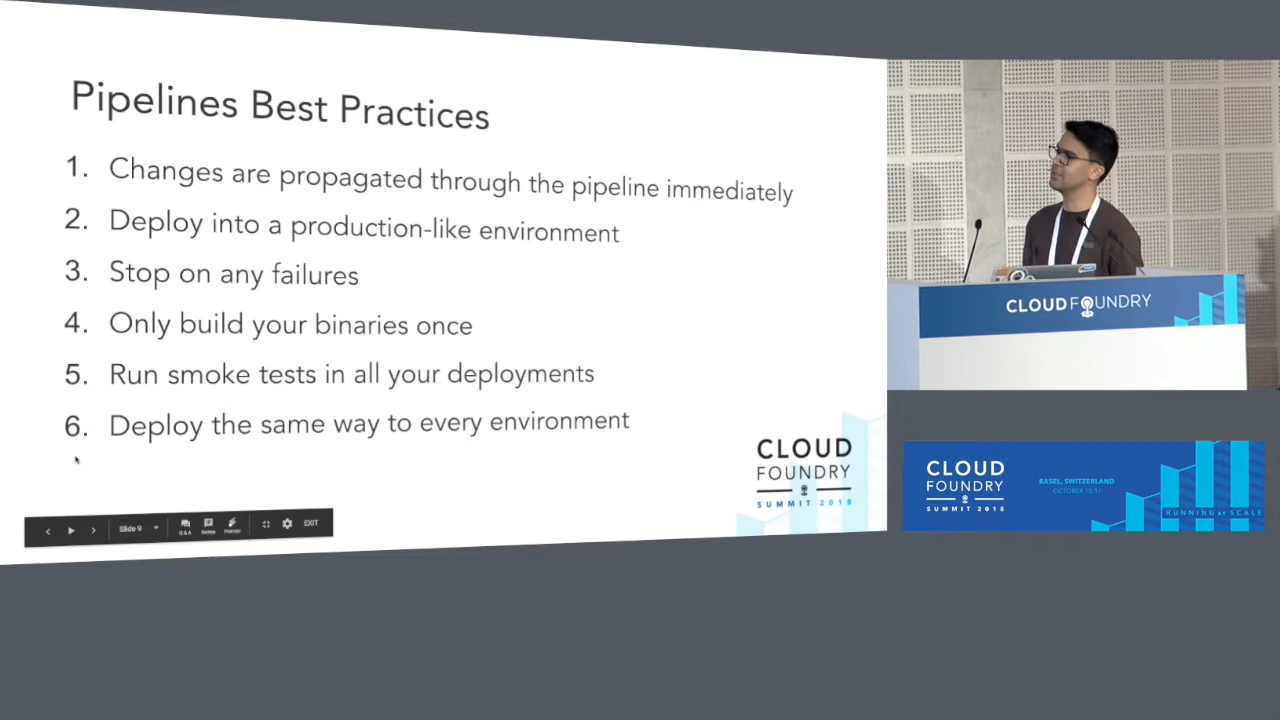 Pipelines Best Practices
1. Changes are propagated through the pipeline immediately
2. Deploy into a production-like environment
3. Stop on any failures
4. Only build your binaries once
5. Run smoke tests in all your deployments
6. Deploy the same way to every environment
CLOUD
FOUNDRY
SUMMIT 2018
Slide 9
Q&A
Notes
Pointer
EXIT
CLOUD FOUNDRY
CLOUD
FOUNDRY
SUMMIT 2018
BASEL, SWITZERLAND
OCTOBER 10-11
RUNNING at SCALE